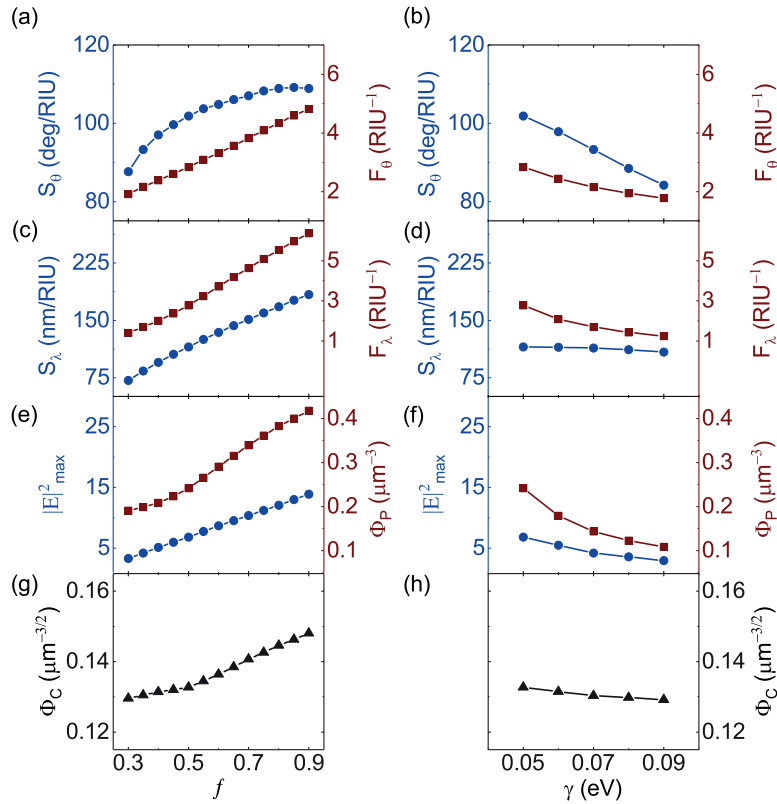 (a)
(b)
120
100
80
S_θ (deg/RIU)
6
4
2
F_θ (RIU⁻¹)
120
100
80
S_θ (deg/RIU)
6
4
2
F_θ (RIU⁻¹)
(c)
(d)
225
150
75
S_λ (nm/RIU)
5
3
1
F_λ (RIU⁻¹)
225
150
75
S_λ (nm/RIU)
5
3
1
F_λ (RIU⁻¹)
(e)
(f)
25
15
5
|E|²_max
0.4
0.3
0.2
0.1
Φ_P (μm⁻³)
25
15
5
|E|²_max
0.4
0.3
0.2
0.1
Φ_P (μm⁻³)
(g)
(h)
0.16
0.14
0.12
Φ_C (μm⁻³/²)
0.16
0.14
0.12
Φ_C (μm⁻³/²)
0.3 0.5 0.7 0.9
f
0.05 0.07 0.09
γ (eV)